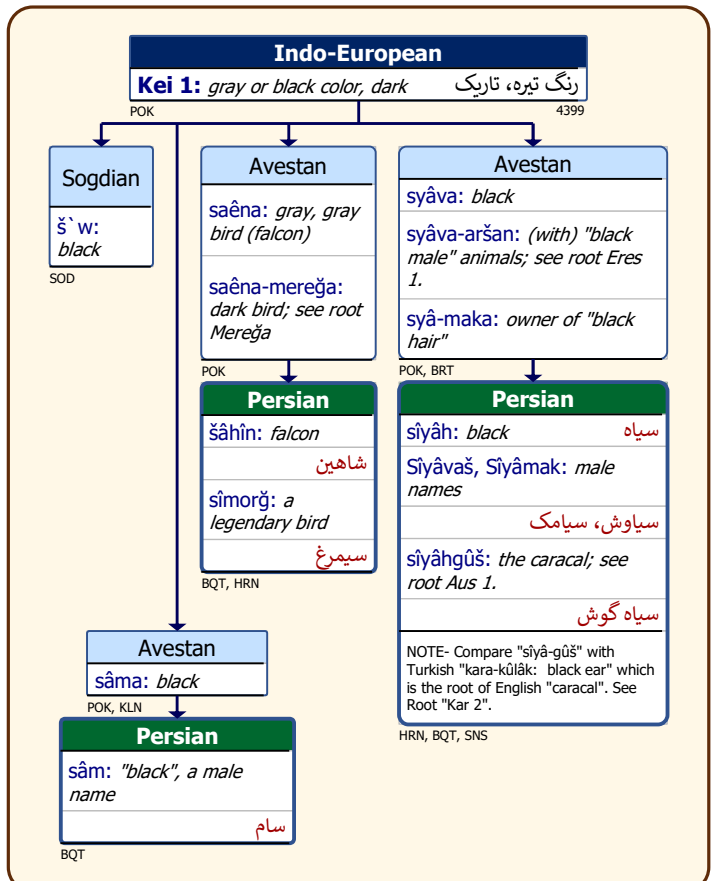 Indo-European
Kei 1: gray or black color, dark رنگ تیره، تاریک
POK 4399
Sogdian
š`w:
black
SOD
Avestan
saêna: gray, gray
bird (falcon)
saêna-mereğa:
dark bird; see root
Mereğa
POK
Persian
šâhîn: falcon
شاهین
sîmorğ: a
legendary bird
سیمرغ
BQT, HRN
Avestan
syâva: black
syâva-aršan: (with) "black
male" animals; see root Eres
1.
syâ-maka: owner of "black
hair"
POK, BRT
Persian
sîyâh: black سیاه
Sîyâvaš, Sîyâmak: male
names
سیاوش، سیامک
sîyâhgûš: the caracal; see
root Aus 1.
سیاه گوش
NOTE- Compare "sîyâ-gûš" with
Turkish "kara-kûlâk: black ear" which
is the root of English "caracal". See
Root "Kar 2".
HRN, BQT, SNS
Avestan
sâma: black
POK, KLN
Persian
sâm: "black", a male
name
سام
BQT